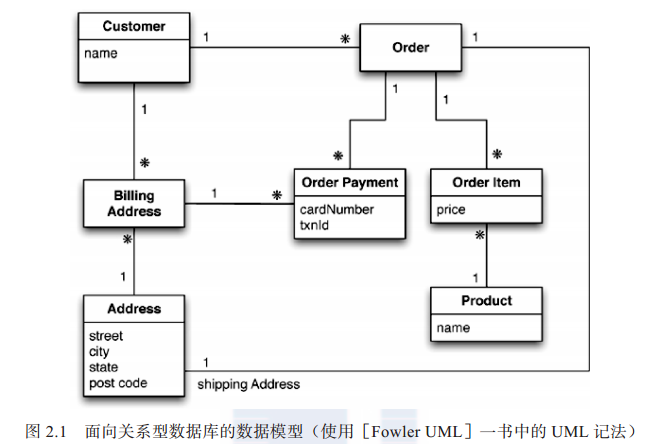 Customer
name
1
*
Order
1
1
*
1
*
1
*
Billing
Address
1
*
Order Payment
cardNumber
txnId
Order Item
price
*
1
*
1
Product
name
Address
street
city
state
post code
1
shipping Address
图 2.1 面向关系型数据库的数据模型（使用［Fowler UML］一书中的 UML 记法）